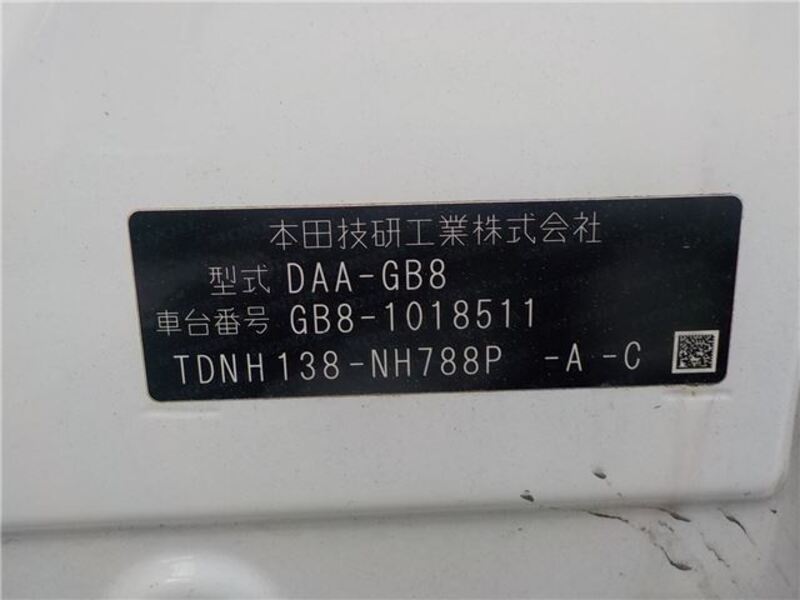 本田技研工業株式会社
型式 DAA-GB8
車台番号 GB8-1018511
TDNH138-NH788P -A -C